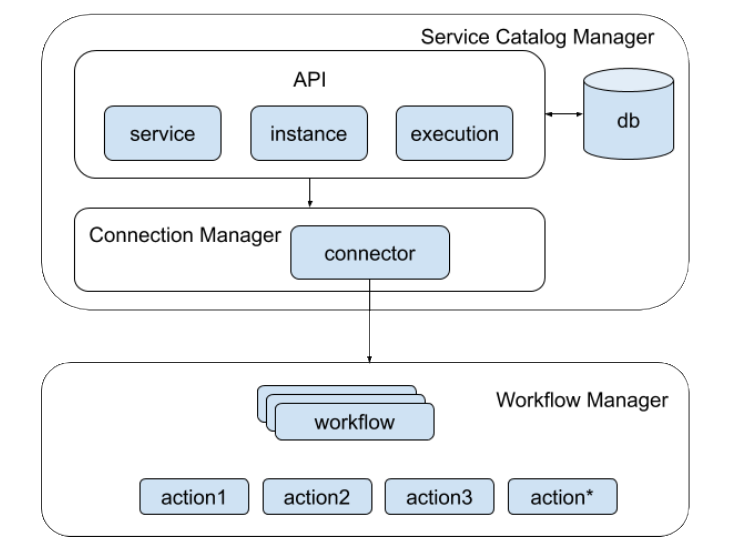 Service Catalog Manager
API
service
instance
execution
db
Connection Manager
connector
Workflow Manager
workflow
action1
action2
action3
action*